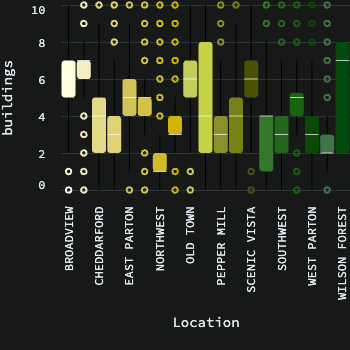 10
8
6
4
2
0
buildings
BROADVIEW
CHEDDARFORD
EAST PARTON
NORTHWEST
OLD TOWN
PEPPER MILL
SCENIC VISTA
SOUTHWEST
WEST PARTON
WILSON FOREST
Location